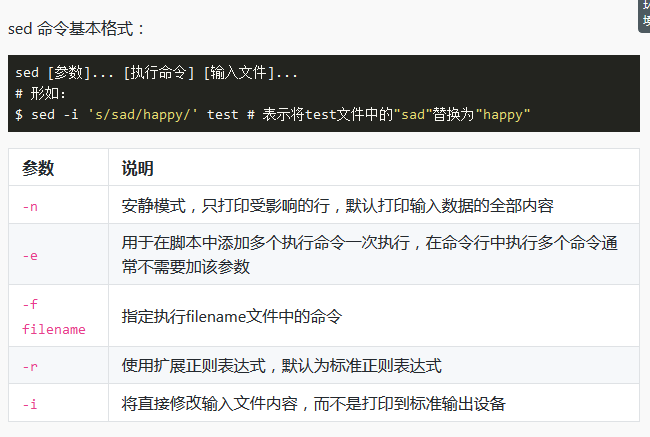 sed 命令基本格式：
sed [参数]... [执行命令] [输入文件]...
# 形如：
$ sed -i 's/sad/happy/' test # 表示将test文件中的"sad"替换为"happy"
参数 说明
-n 安静模式，只打印受影响的行，默认打印输入数据的全部内容
-e 用于在脚本中添加多个执行命令一次执行，在命令行中执行多个命令通
常不需要加该参数
-f
filename 指定执行filename文件中的命令
-r 使用扩展正则表达式，默认为标准正则表达式
-i 将直接修改输入文件内容，而不是打印到标准输出设备